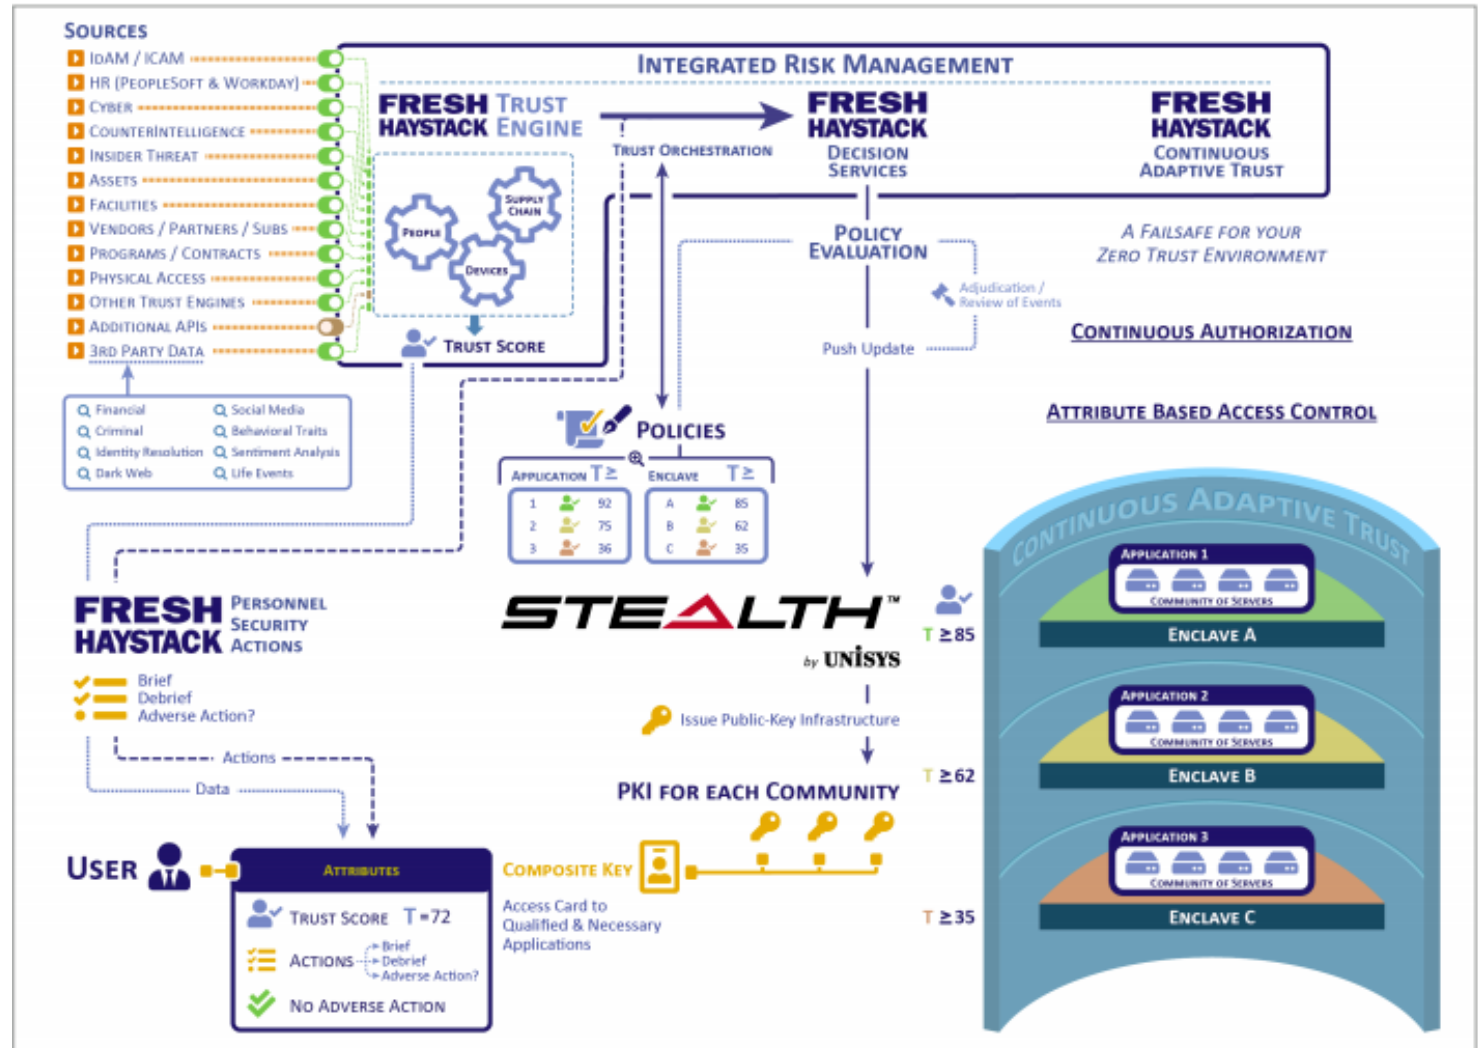 SOURCES
IDAM / ICAM
HR (PEOPLESOFT & WORKDAY)
CYBER
COUNTERINTELLIGENCE
INSIDER THREAT
ASSETS
FACILITIES
VENDORS / PARTNERS / SUBS
PROGRAMS / CONTRACTS
PHYSICAL ACCESS
OTHER TRUST ENGINES
ADDITIONAL APIS
3RD PARTY DATA
Financial
Criminal
Identity Resolution
Dark Web
Social Media
Behavioral Traits
Sentiment Analysis
Life Events
INTEGRATED RISK MANAGEMENT
FRESH HAYSTACK
TRUST ENGINE
TRUST ORCHESTRATION
PEOPLE
SUPPLY CHAIN
DEVICES
TRUST SCORE
FRESH HAYSTACK
DECISION SERVICES
FRESH HAYSTACK
CONTINUOUS ADAPTIVE TRUST
POLICY EVALUATION
Adjudication /
Review of Events
Push Update
A FAILSAFE FOR YOUR
ZERO TRUST ENVIRONMENT
CONTINUOUS AUTHORIZATION
ATTRIBUTE BASED ACCESS CONTROL
POLICIES
APPLICATION T ≥
1 92
2 75
3 36
ENCLAVE T ≥
A 85
B 62
C 35
FRESH HAYSTACK
PERSONNEL SECURITY ACTIONS
Brief
Debrief
Adverse Action?
Actions
Data
STEALTH™
by UNISYS
Issue Public-Key Infrastructure
PKI FOR EACH COMMUNITY
USER
ATTRIBUTES
TRUST SCORE T =72
ACTIONS
Brief
Debrief
Adverse Action?
NO ADVERSE ACTION
COMPOSITE KEY
Access Card to
Qualified & Necessary
Applications
CONTINUOUS ADAPTIVE TRUST
APPLICATION 1
COMMUNITY OF SERVERS
T ≥85
ENCLAVE A
APPLICATION 2
COMMUNITY OF SERVERS
T ≥62
ENCLAVE B
APPLICATION 3
COMMUNITY OF SERVERS
T ≥35
ENCLAVE C